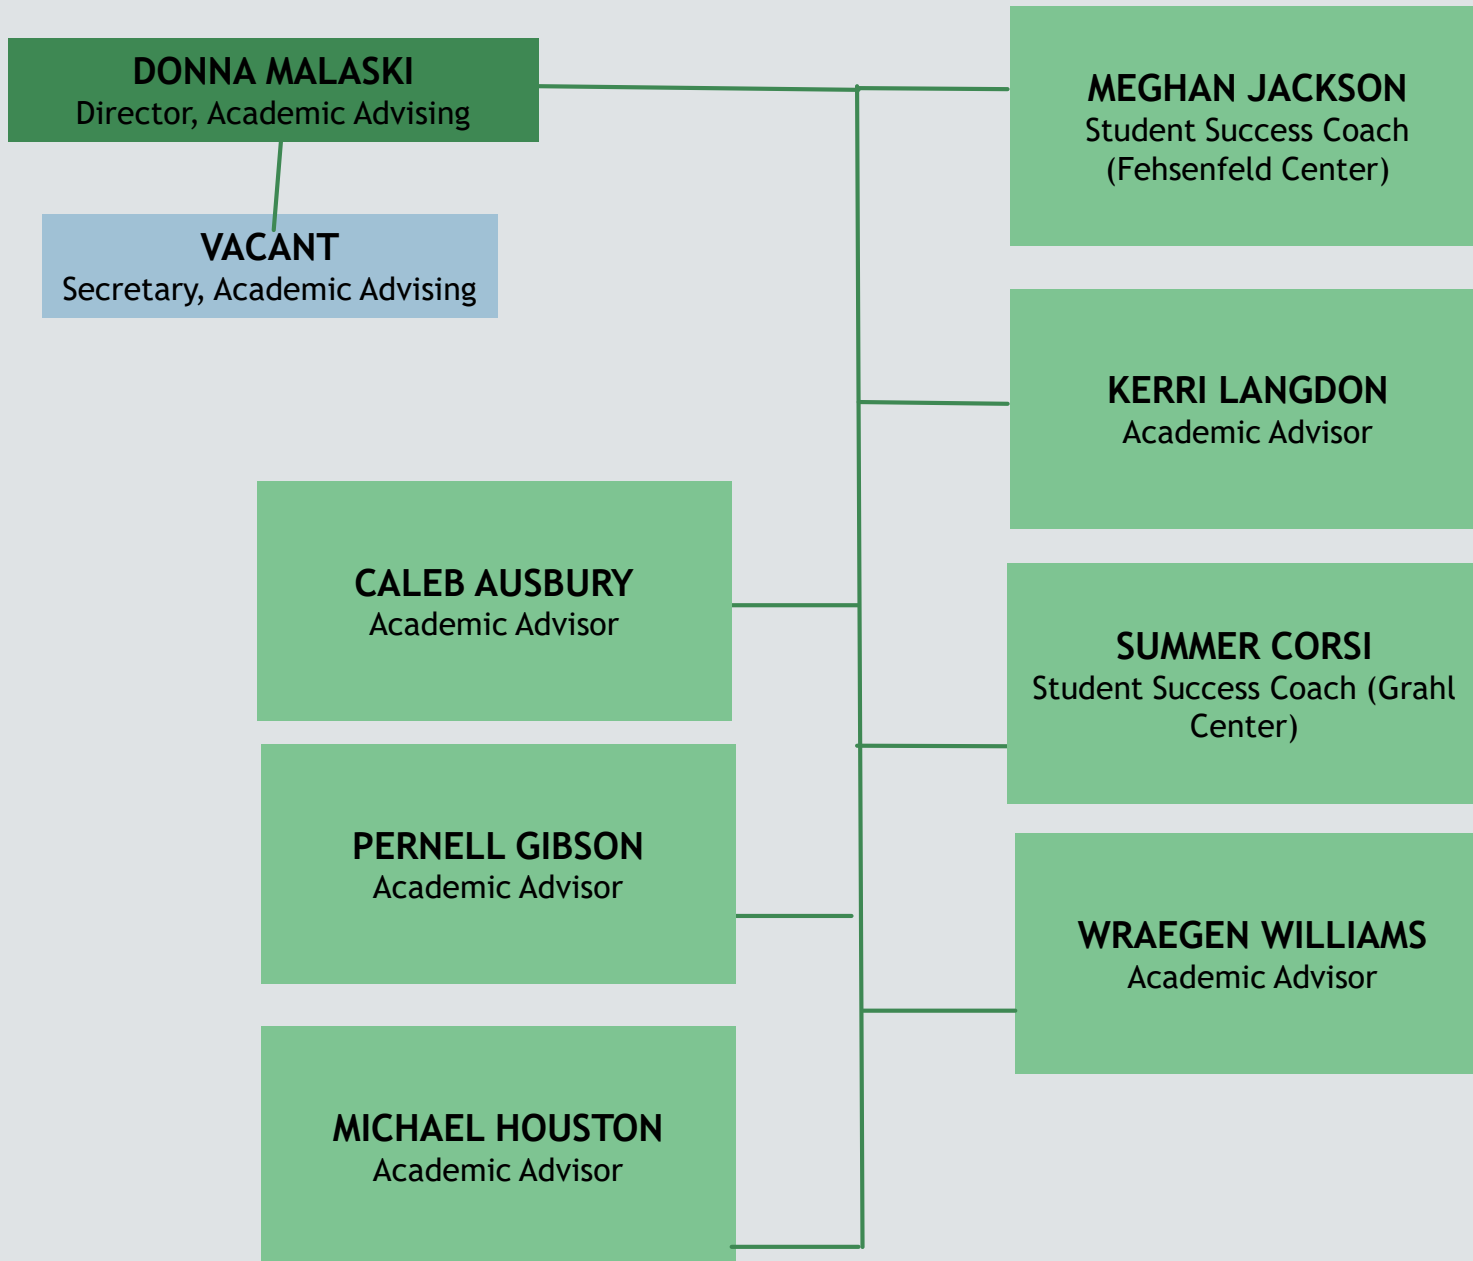 DONNA MALASKI
Director, Academic Advising
VACANT
Secretary, Academic Advising
MEGHAN JACKSON
Student Success Coach
(Fehsenfeld Center)
KERRI LANGDON
Academic Advisor
CALEB AUSBURY
Academic Advisor
SUMMER CORSI
Student Success Coach (Grahl
Center)
PERNELL GIBSON
Academic Advisor
WRAEGEN WILLIAMS
Academic Advisor
MICHAEL HOUSTON
Academic Advisor